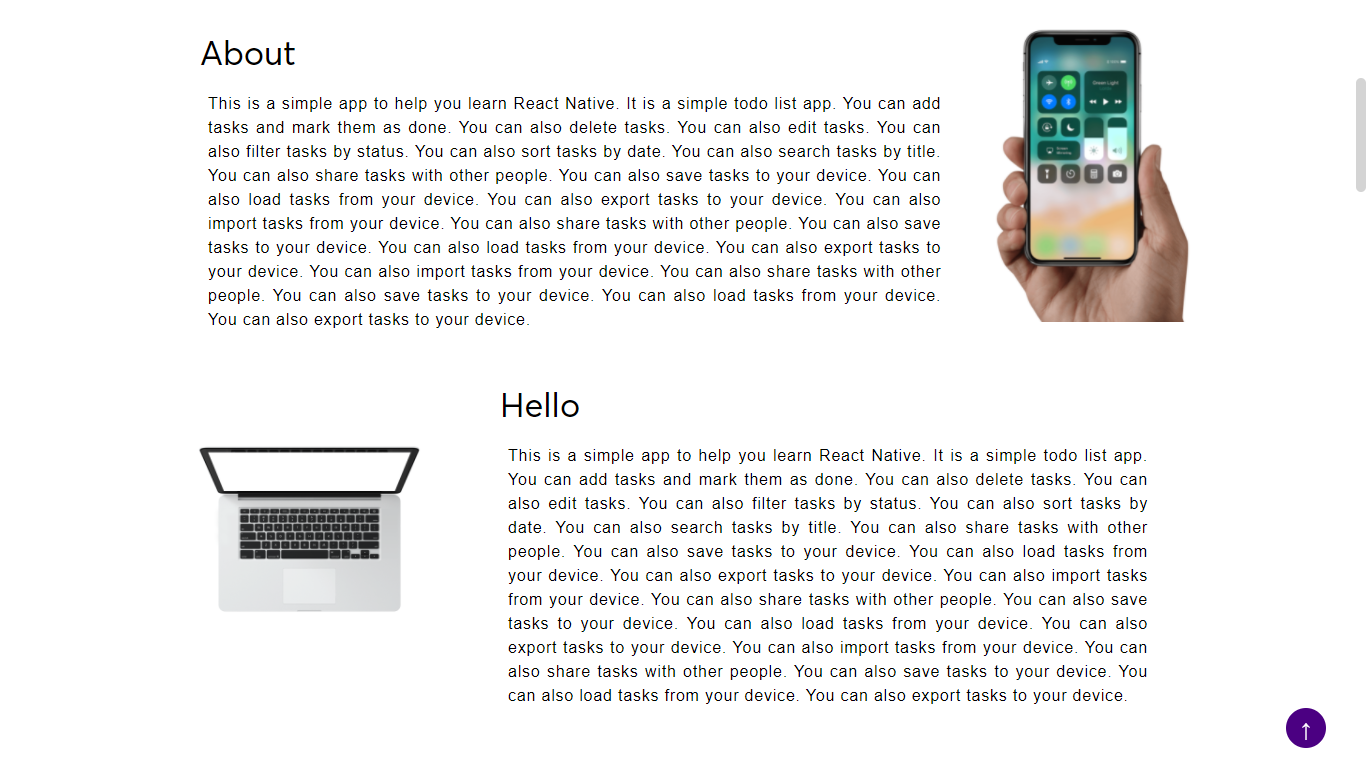 About
This is a simple app to help you learn React Native. It is a simple todo list app. You can add
tasks and mark them as done. You can also delete tasks. You can also edit tasks. You can
also filter tasks by status. You can also sort tasks by date. You can also search tasks by title.
You can also share tasks with other people. You can also save tasks to your device. You can
also load tasks from your device. You can also export tasks to your device. You can also
import tasks from your device. You can also share tasks with other people. You can also save
tasks to your device. You can also load tasks from your device. You can also export tasks to
your device. You can also import tasks from your device. You can also share tasks with other
people. You can also save tasks to your device. You can also load tasks from your device.
You can also export tasks to your device.
Green Light
Hello
This is a simple app to help you learn React Native. It is a simple todo list app.
You can add tasks and mark them as done. You can also delete tasks. You can
also edit tasks. You can also filter tasks by status. You can also sort tasks by
date. You can also search tasks by title. You can also share tasks with other
people. You can also save tasks to your device. You can also load tasks from
your device. You can also export tasks to your device. You can also import tasks
from your device. You can also share tasks with other people. You can also save
tasks to your device. You can also load tasks from your device. You can also
export tasks to your device. You can also import tasks from your device. You can
also share tasks with other people. You can also save tasks to your device. You
can also load tasks from your device. You can also export tasks to your device.
↑